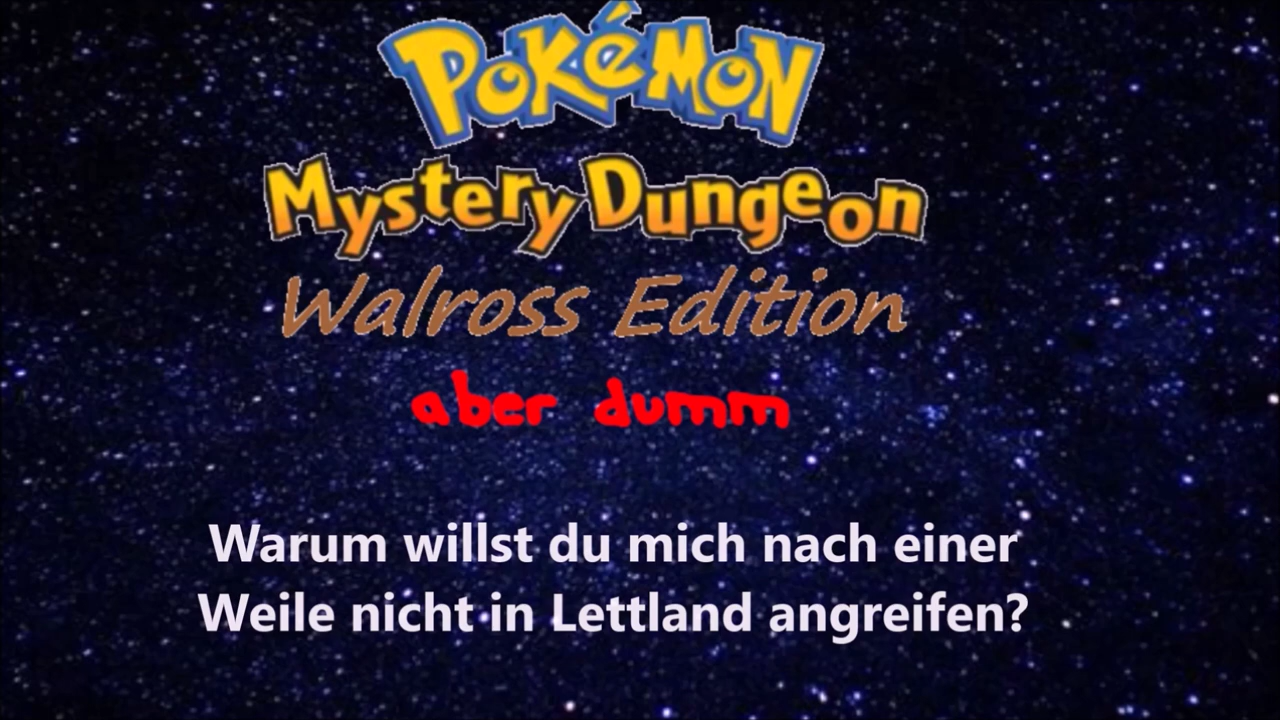 Pokémon
Mystery Dungeon
Walross Edition
aber dumm
Warum willst du mich nach einer
Weile nicht in Lettland angreifen?